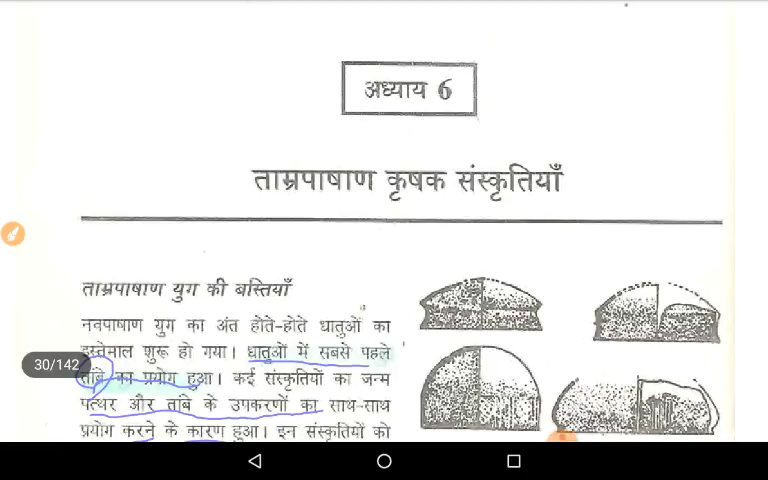 अध्याय 6
ताम्रपाषाण कृषक संस्कृतियाँ
ताम्रपाषाण युग की बस्तियाँ
नवपाषाण युग का अंत होते-होते धातुओं का
इस्तेमाल शुरू हो गया। धातुओं में सबसे पहले
30/142
तांबे का प्रयोग हुआ। कई संस्कृतियों का जन्म
पत्थर और तांबे के उपकरणों का साथ-साथ
प्रयोग करने के कारण हुआ। इन संस्कृतियों को